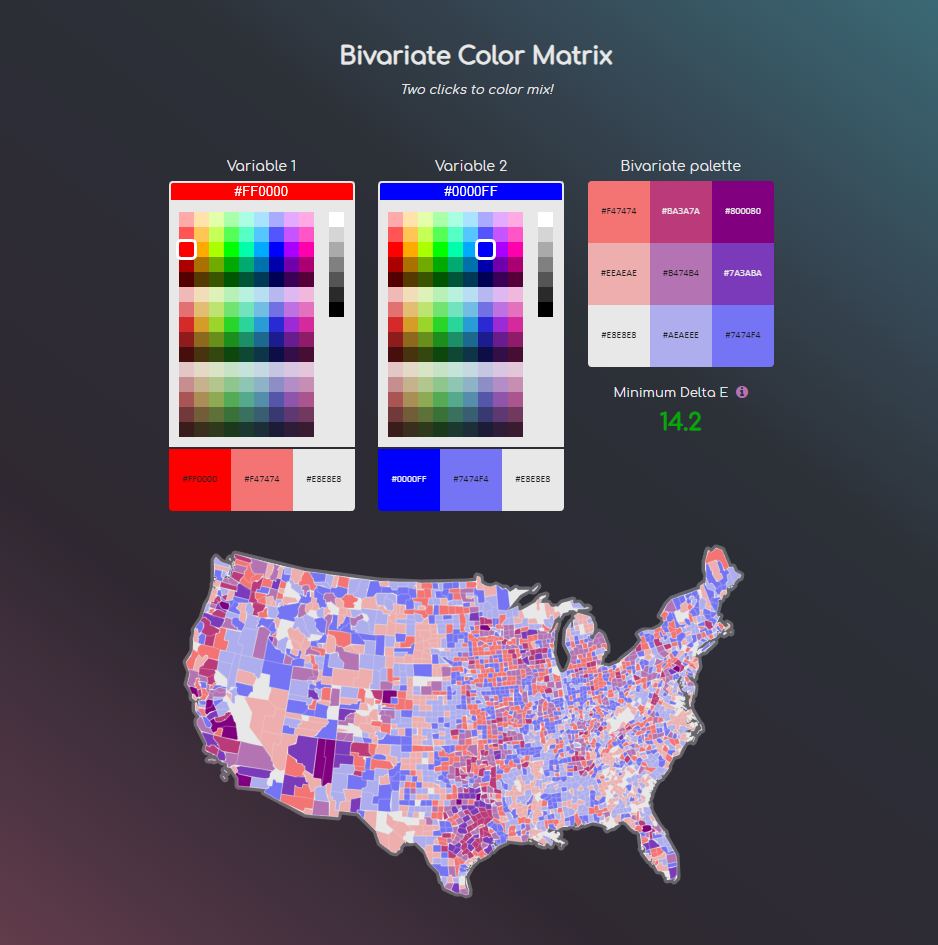 Bivariate Color Matrix
Two clicks to color mix!
Variable 1
Variable 2
Bivariate palette
#FF0000
#0000FF
#F47474
#BA3A7A
#800080
#EEAEAE
#B474B4
#7A3ABA
#E8E8E8
#AEAEEE
#7474F4
Minimum Delta E
14.2
#FF0000
#F47474
#E8E8E8
#0000FF
#7474F4
#E8E8E8